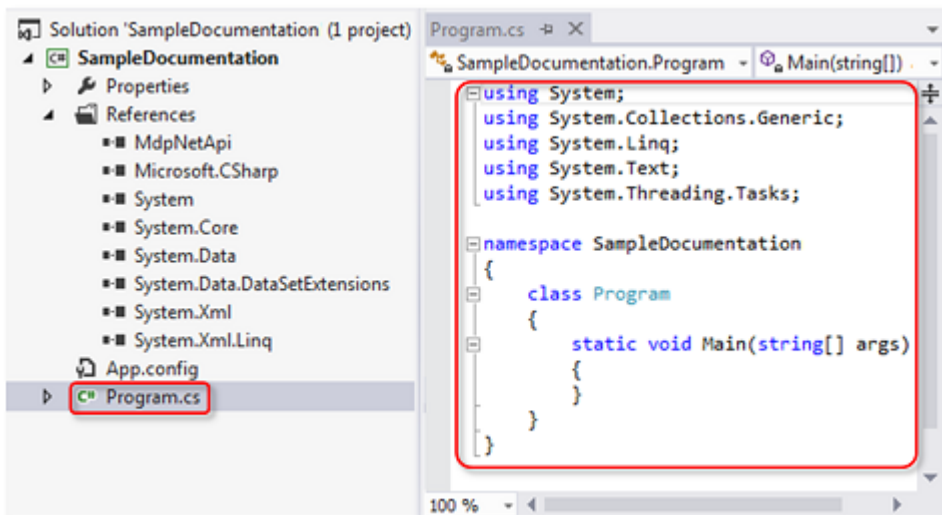 Solution 'SampleDocumentation (1 project)
C# SampleDocumentation
Properties
References
MdpNetApi
Microsoft.CSharp
System
System.Core
System.Data
System.Data.DataSetExtensions
System.Xml
System.Xml.Linq
App.config
C# Program.cs
Program.cs
SampleDocumentation.Program
Main(string[])
using System;
using System.Collections.Generic;
using System.Linq;
using System.Text;
using System.Threading.Tasks;
namespace SampleDocumentation
{
class Program
{
static void Main(string[] args)
{
}
}
}
100 %